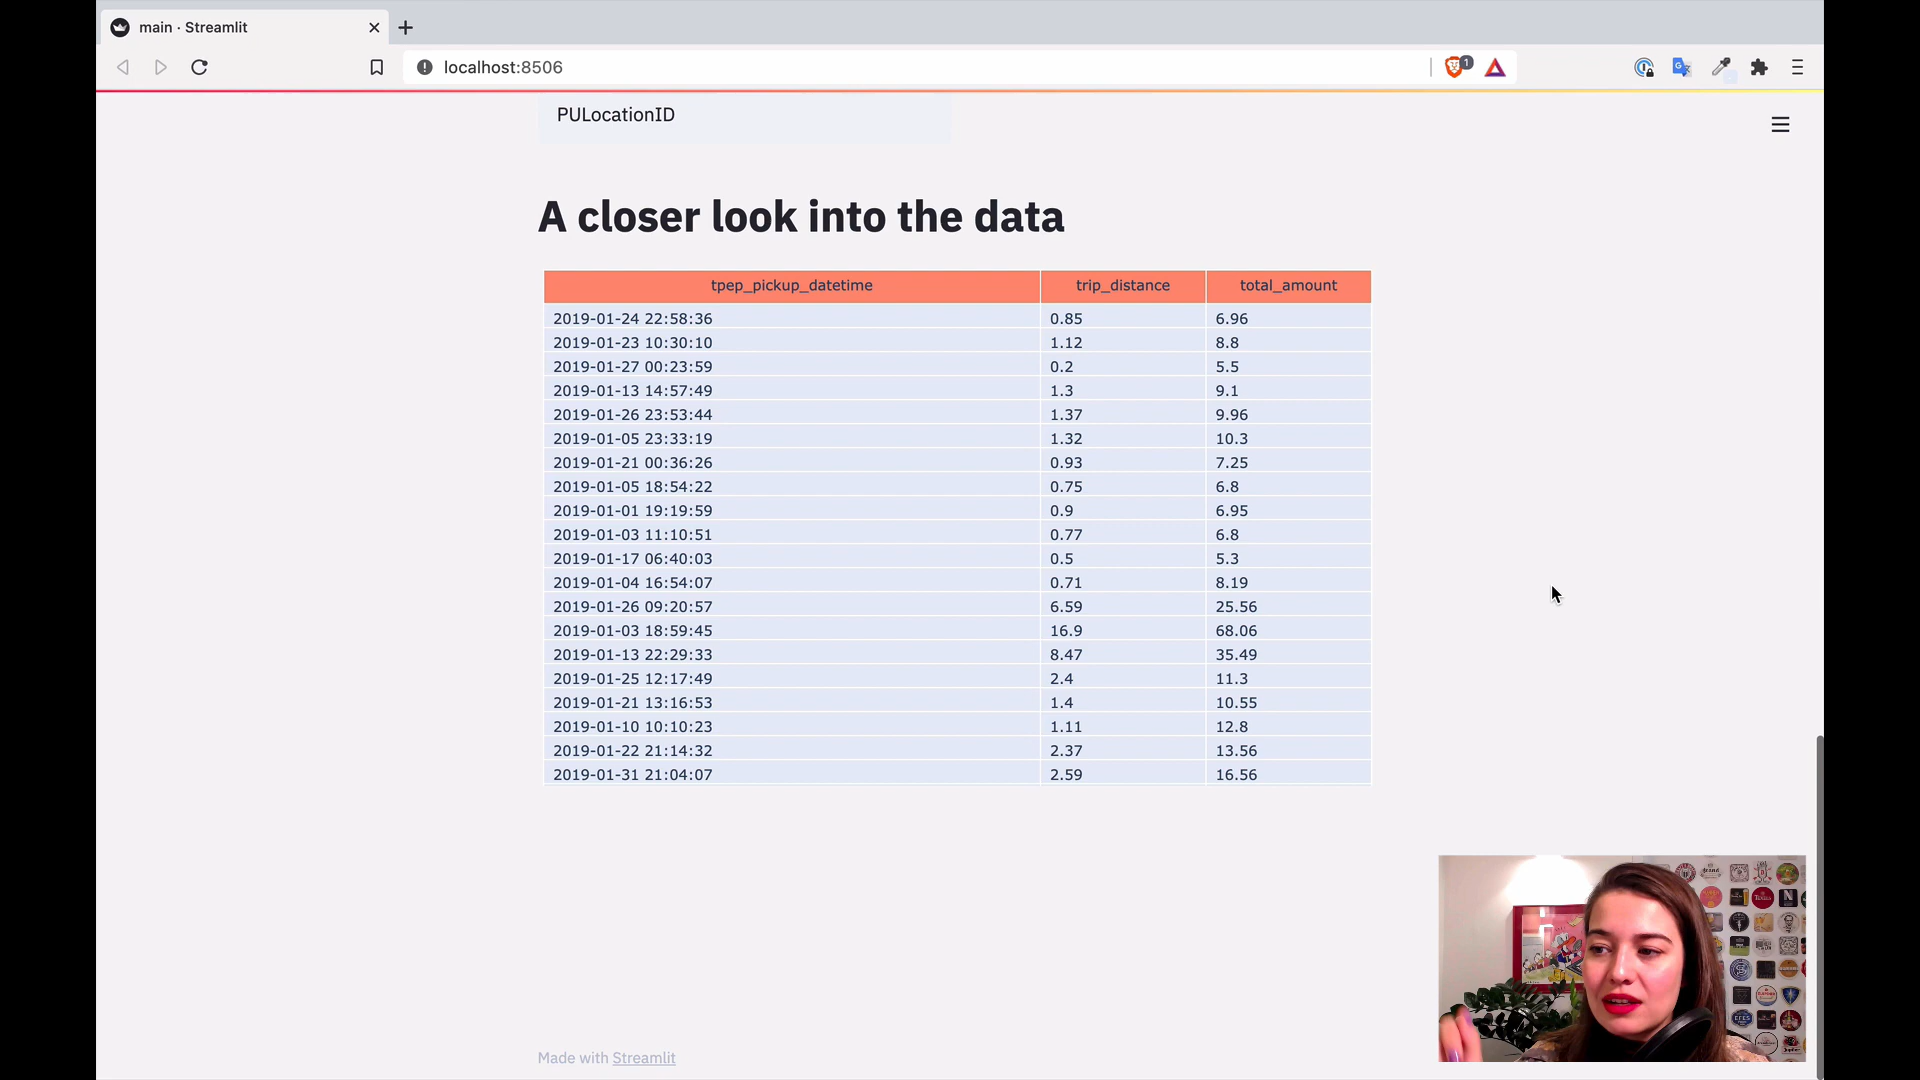 main · Streamlit
localhost:8506
1
PULocationID
A closer look into the data
tpep_pickup_datetime trip_distance total_amount
2019-01-24 22:58:36 0.85 6.96
2019-01-23 10:30:10 1.12 8.8
2019-01-27 00:23:59 0.2 5.5
2019-01-13 14:57:49 1.3 9.1
2019-01-26 23:53:44 1.37 9.96
2019-01-05 23:33:19 1.32 10.3
2019-01-21 00:36:26 0.93 7.25
2019-01-05 18:54:22 0.75 6.8
2019-01-01 19:19:59 0.9 6.95
2019-01-03 11:10:51 0.77 6.8
2019-01-17 06:40:03 0.5 5.3
2019-01-04 16:54:07 0.71 8.19
2019-01-26 09:20:57 6.59 25.56
2019-01-03 18:59:45 16.9 68.06
2019-01-13 22:29:33 8.47 35.49
2019-01-25 12:17:49 2.4 11.3
2019-01-21 13:16:53 1.4 10.55
2019-01-10 10:10:23 1.11 12.8
2019-01-22 21:14:32 2.37 13.56
2019-01-31 21:04:07 2.59 16.56
Made with Streamlit